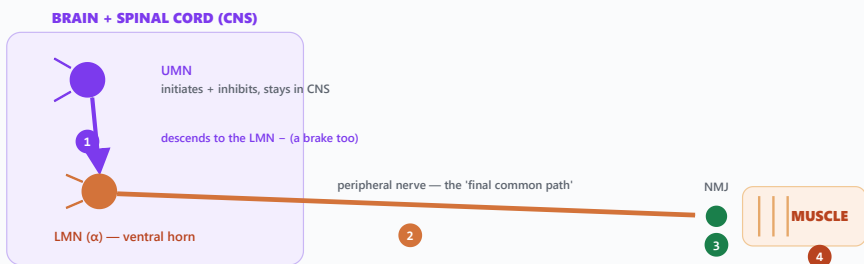 BRAIN + SPINAL CORD (CNS)
UMN
initiates + inhibits, stays in CNS
1
descends to the LMN – (a brake too)
peripheral nerve — the 'final common path'
NMJ
MUSCLE
LMN (α) — ventral horn
2
3
4